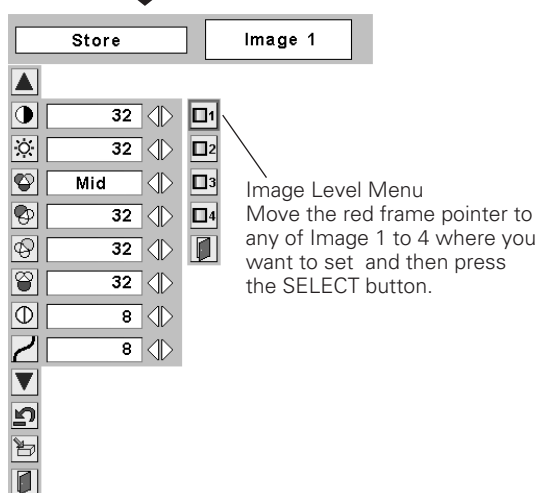 Store
Image 1
32
1
32
2
Mid
3
32
4
32
32
8
8
Image Level Menu
Move the red frame pointer to
any of Image 1 to 4 where you
want to set and then press
the SELECT button.